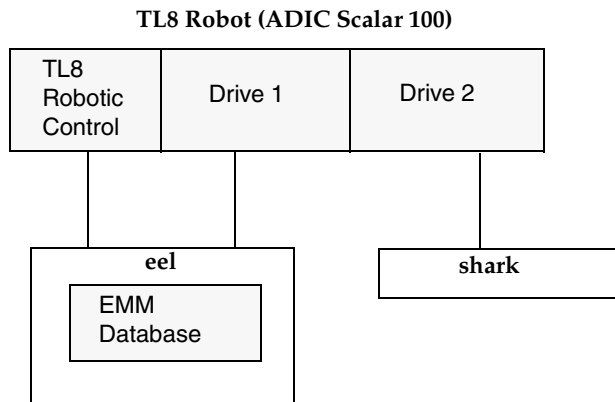 TL8 Robot (ADIC Scalar 100)
TL8
Robotic
Control
Drive 1
Drive 2
eel
shark
EMM
Database